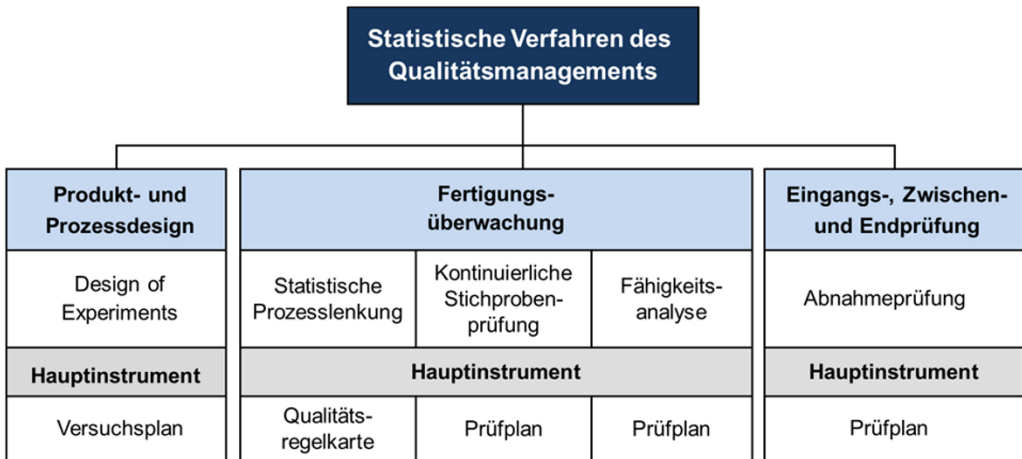 Statistische Verfahren des
Qualitätsmanagements
Produkt- und
Prozessdesign
Fertigungs-
überwachung
Eingangs-, Zwischen-
und Endprüfung
Design of
Experiments
Statistische
Prozesslenkung
Kontinuierliche
Stichproben-
prüfung
Fähigkeits-
analyse
Abnahmeprüfung
Hauptinstrument
Hauptinstrument
Hauptinstrument
Versuchsplan
Qualitäts-
regelkarte
Prüfplan
Prüfplan
Prüfplan